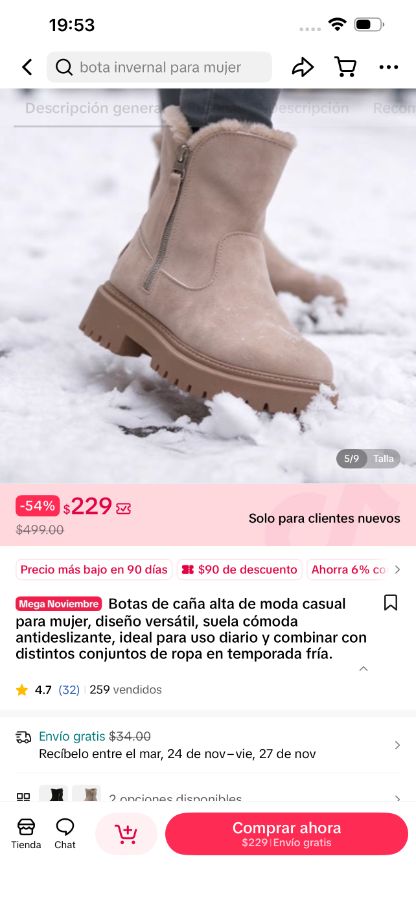 19:53
bota invernal para mujer
Descripción genera
escripción
Recon
5/9 Talla
-54% $229
$499.00
Solo para clientes nuevos
Precio más bajo en 90 días
$90 de descuento
Ahorra 6% co
Mega Noviembre Botas de caña alta de moda casual
para mujer, diseño versátil, suela cómoda
antideslizante, ideal para uso diario y combinar con
distintos conjuntos de ropa en temporada fría.
4.7 (32) 259 vendidos
Envío gratis $34.00
Recíbelo entre el mar, 24 de nov–vie, 27 de nov
2 opciones disponibles
Tienda
Chat
Comprar ahora
$229 | Envío gratis